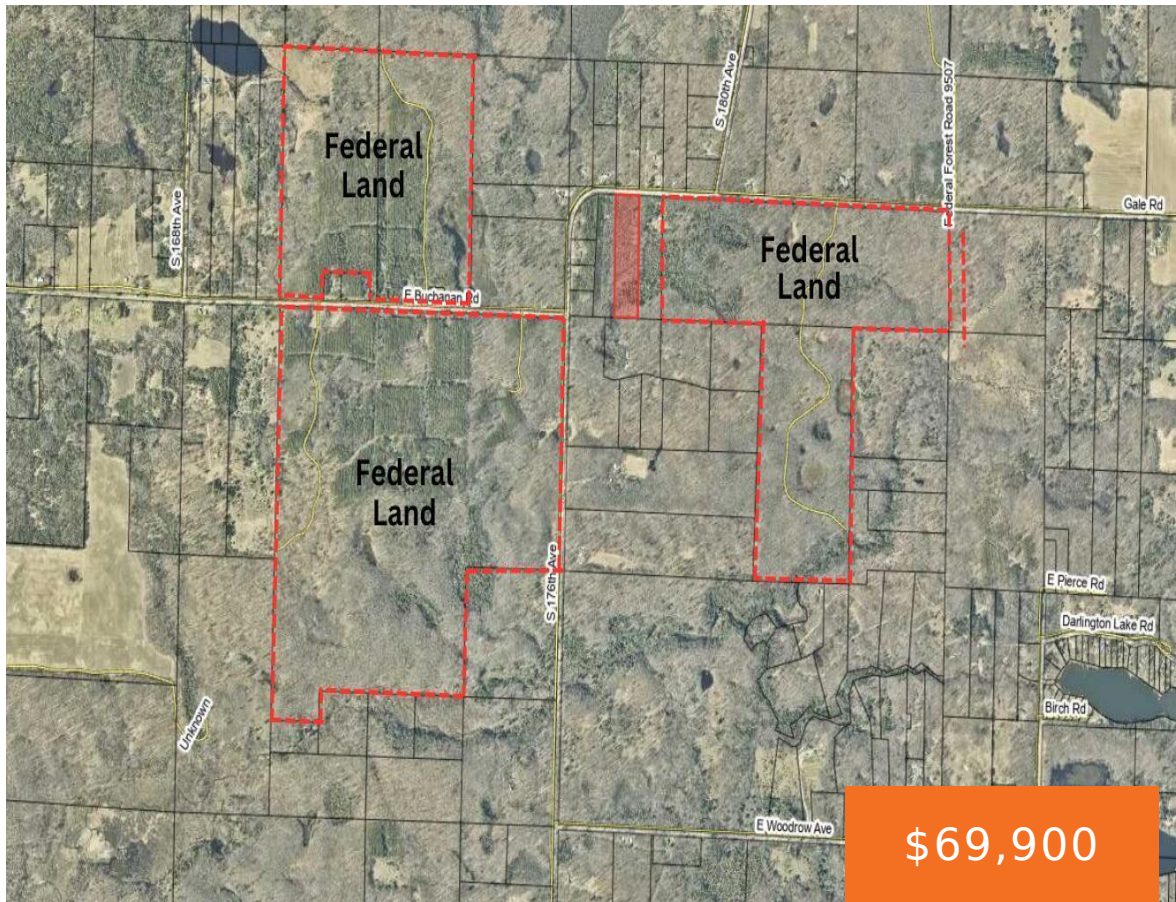 S 180th Ave
Federal Forest Road 9507
Federal
Land
S 168th Ave
Gale Rd
Federal
Land
E Buchanan Rd
Federal
Land
S 176th Ave
E Pierce Rd
Darlington Lake Rd
Unknown
Birch Rd
E Woodrow Ave
$69,900